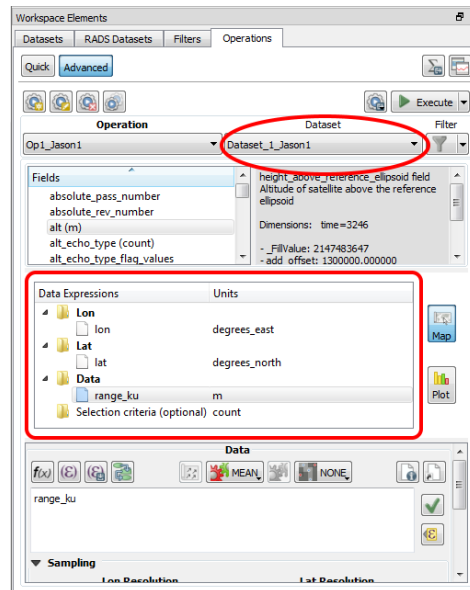 Workspace Elements
Datasets RADS Datasets Filters Operations
Quick Advanced
Execute
Operation Dataset Filter
Op1_Jason1 Dataset_1_Jason1
Fields
absolute_pass_number
absolute_rev_number
alt (m)
alt_echo_type (count)
alt_echo_type_flag_values
height_above_reference_ellipsoid field
Altitude of satellite above the reference
ellipsoid
Dimensions: time=3246
- _FillValue: 2147483647
- add_offset: 1300000.000000
Data Expressions Units
Lon
lon degrees_east
Lat
lat degrees_north
Data
range_ku m
Selection criteria (optional) count
Map
Plot
Data
f(x) (Ɛ) (Ɛ) MEAN NONE
range_ku
Sampling
Lon Resolution Lat Resolution